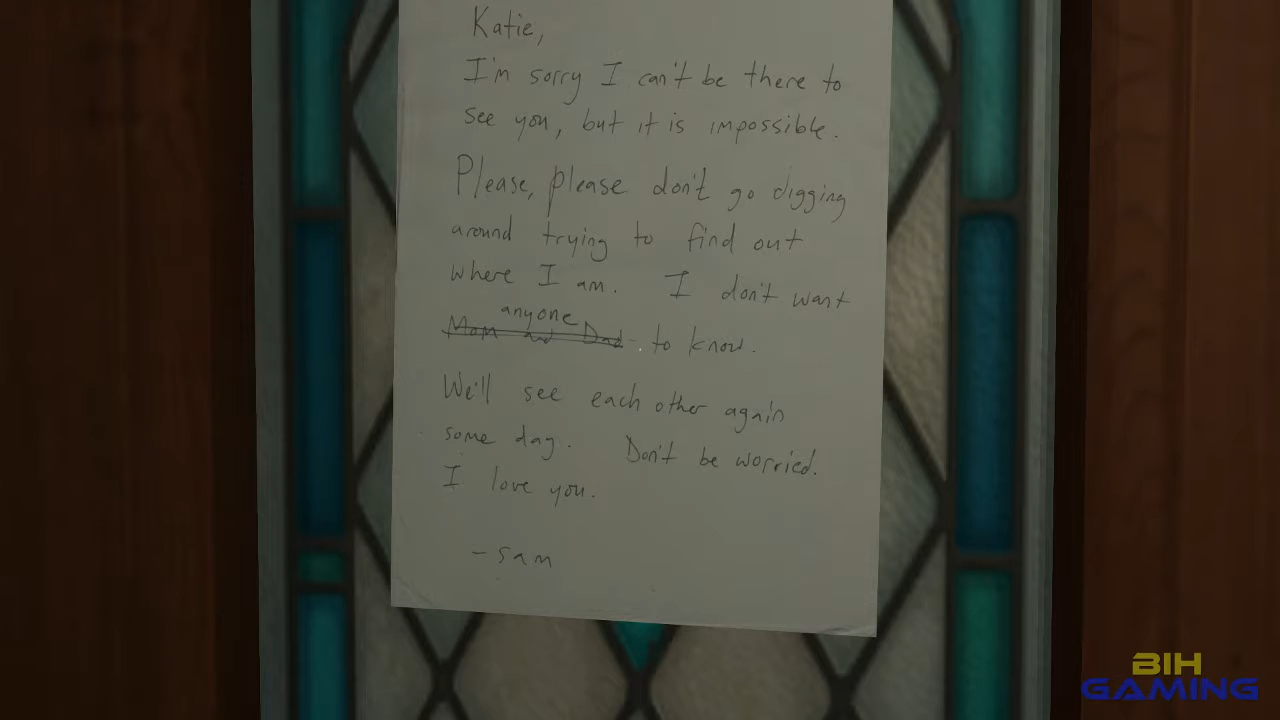 Katie,
I'm sorry I can't be there to
see you, but it is impossible.
Please, please don't go digging
around trying to find out
where I am. I don't want
anyone
Mom and Dad to know.
We'll see each other again
some day. Don't be worried.
I love you.
- Sam
BIH
GAMING